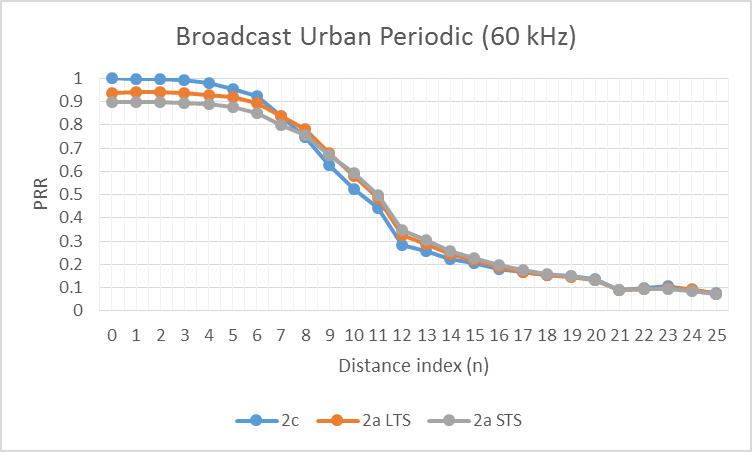 Broadcast Urban Periodic (60 kHz)
1
0.9
0.8
0.7
0.6
0.5
0.4
0.3
0.2
0.1
0
PRR
0 1 2 3 4 5 6 7 8 9 10 11 12 13 14 15 16 17 18 19 20 21 22 23 24 25
Distance index (n)
2c 2a LTS 2a STS